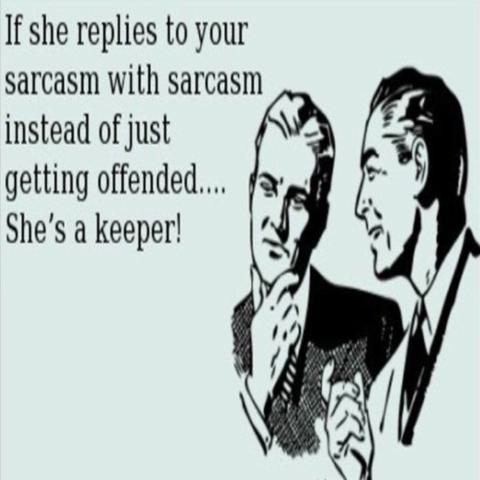 If she replies to your
sarcasm with sarcasm
instead of just
getting offended....
She's a keeper!